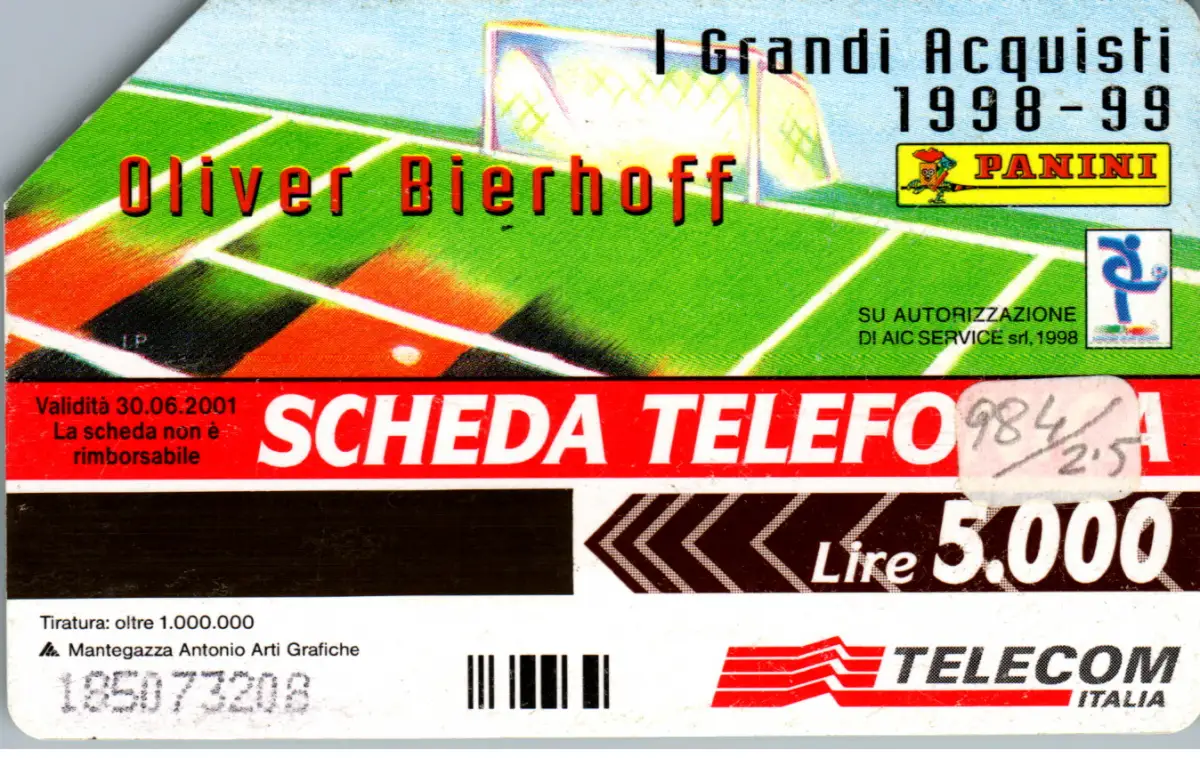 I Grandi Acquisti
1998-99
PANINI
Oliver Bierhoff
SU AUTORIZZAZIONE
DI AIC SERVICE srl, 1998
I.P.
Validità 30.06.2001
La scheda non è
rimborsabile
SCHEDA TELEFO A
984/2.5
Lire 5.000
Tiratura: oltre 1.000.000
Mantegazza Antonio Arti Grafiche
185073208
TELECOM
ITALIA